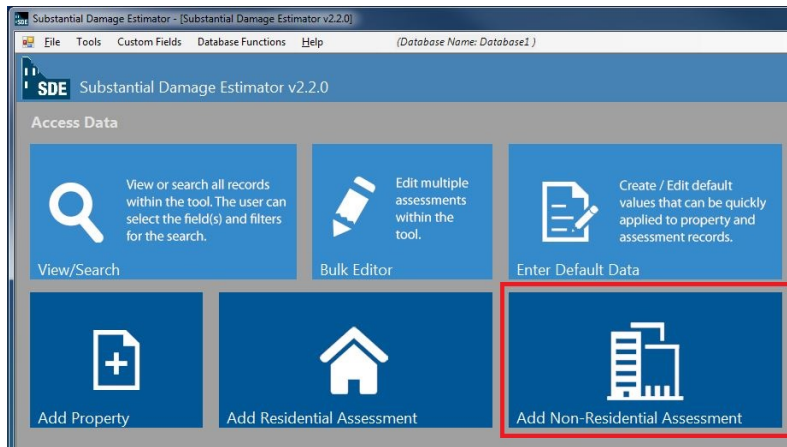 Substantial Damage Estimator - [Substantial Damage Estimator v2.2.0]
File Tools Custom Fields Database Functions Help (Database Name: Database1 )
SDE Substantial Damage Estimator v2.2.0
Access Data
View or search all records
within the tool. The user can
select the field(s) and filters
for the search.
View/Search
Edit multiple
assessments
within the
tool.
Bulk Editor
Create / Edit default
values that can be quickly
applied to property and
assessment records.
Enter Default Data
Add Property
Add Residential Assessment
Add Non-Residential Assessment